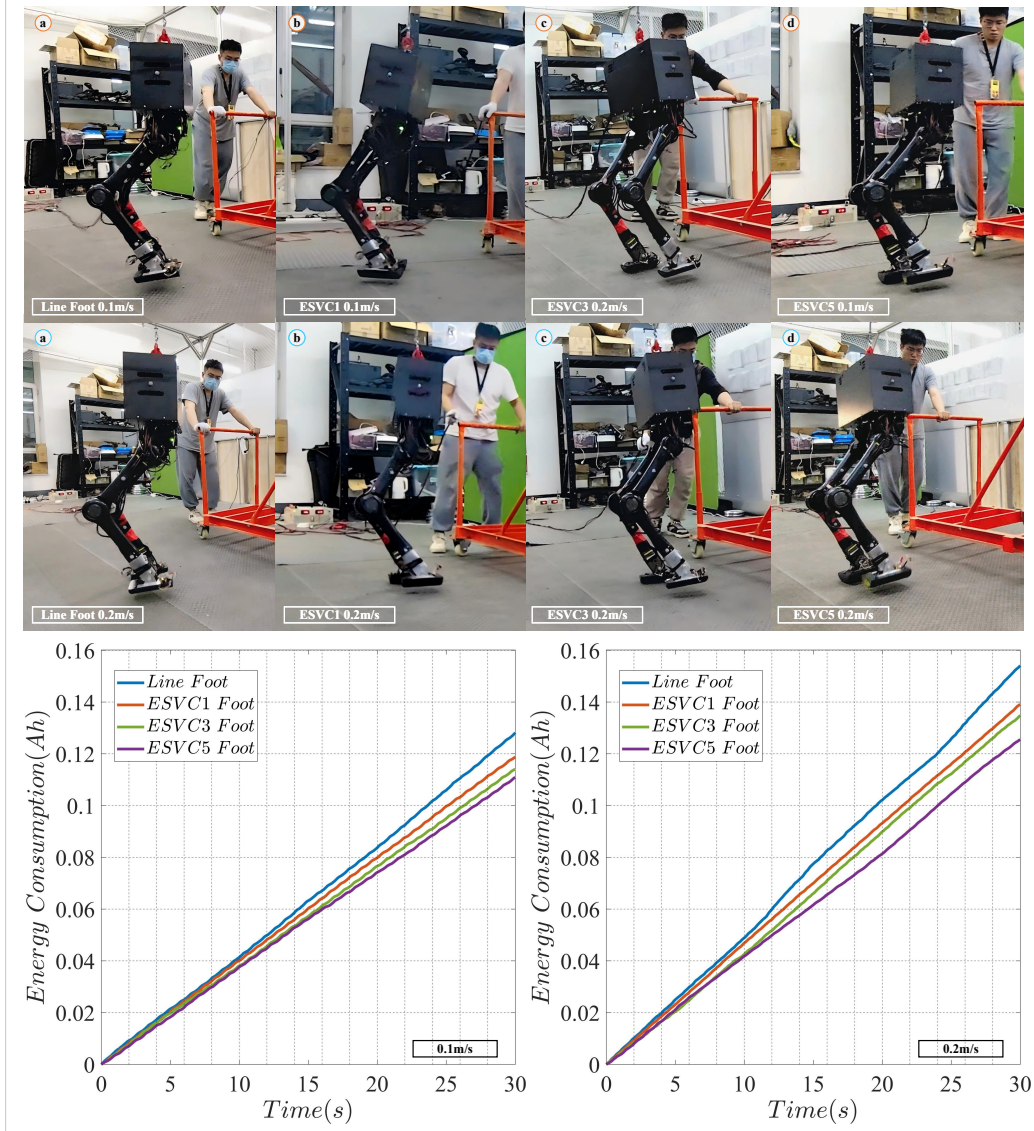 a
b
c
d
Line Foot 0.1m/s
ESVC1 0.1m/s
ESVC3 0.2m/s
ESVC5 0.1m/s
a
b
c
d
Line Foot 0.2m/s
ESVC1 0.2m/s
ESVC3 0.2m/s
ESVC5 0.2m/s
0.16
0.14
0.12
0.1
0.08
0.06
0.04
0.02
0
Energy Consumption(Ah)
Line Foot
ESVC1 Foot
ESVC3 Foot
ESVC5 Foot
0.1m/s
0 5 10 15 20 25 30
Time(s)
0.16
0.14
0.12
0.1
0.08
0.06
0.04
0.02
0
Energy Consumption(Ah)
Line Foot
ESVC1 Foot
ESVC3 Foot
ESVC5 Foot
0.2m/s
0 5 10 15 20 25 30
Time(s)